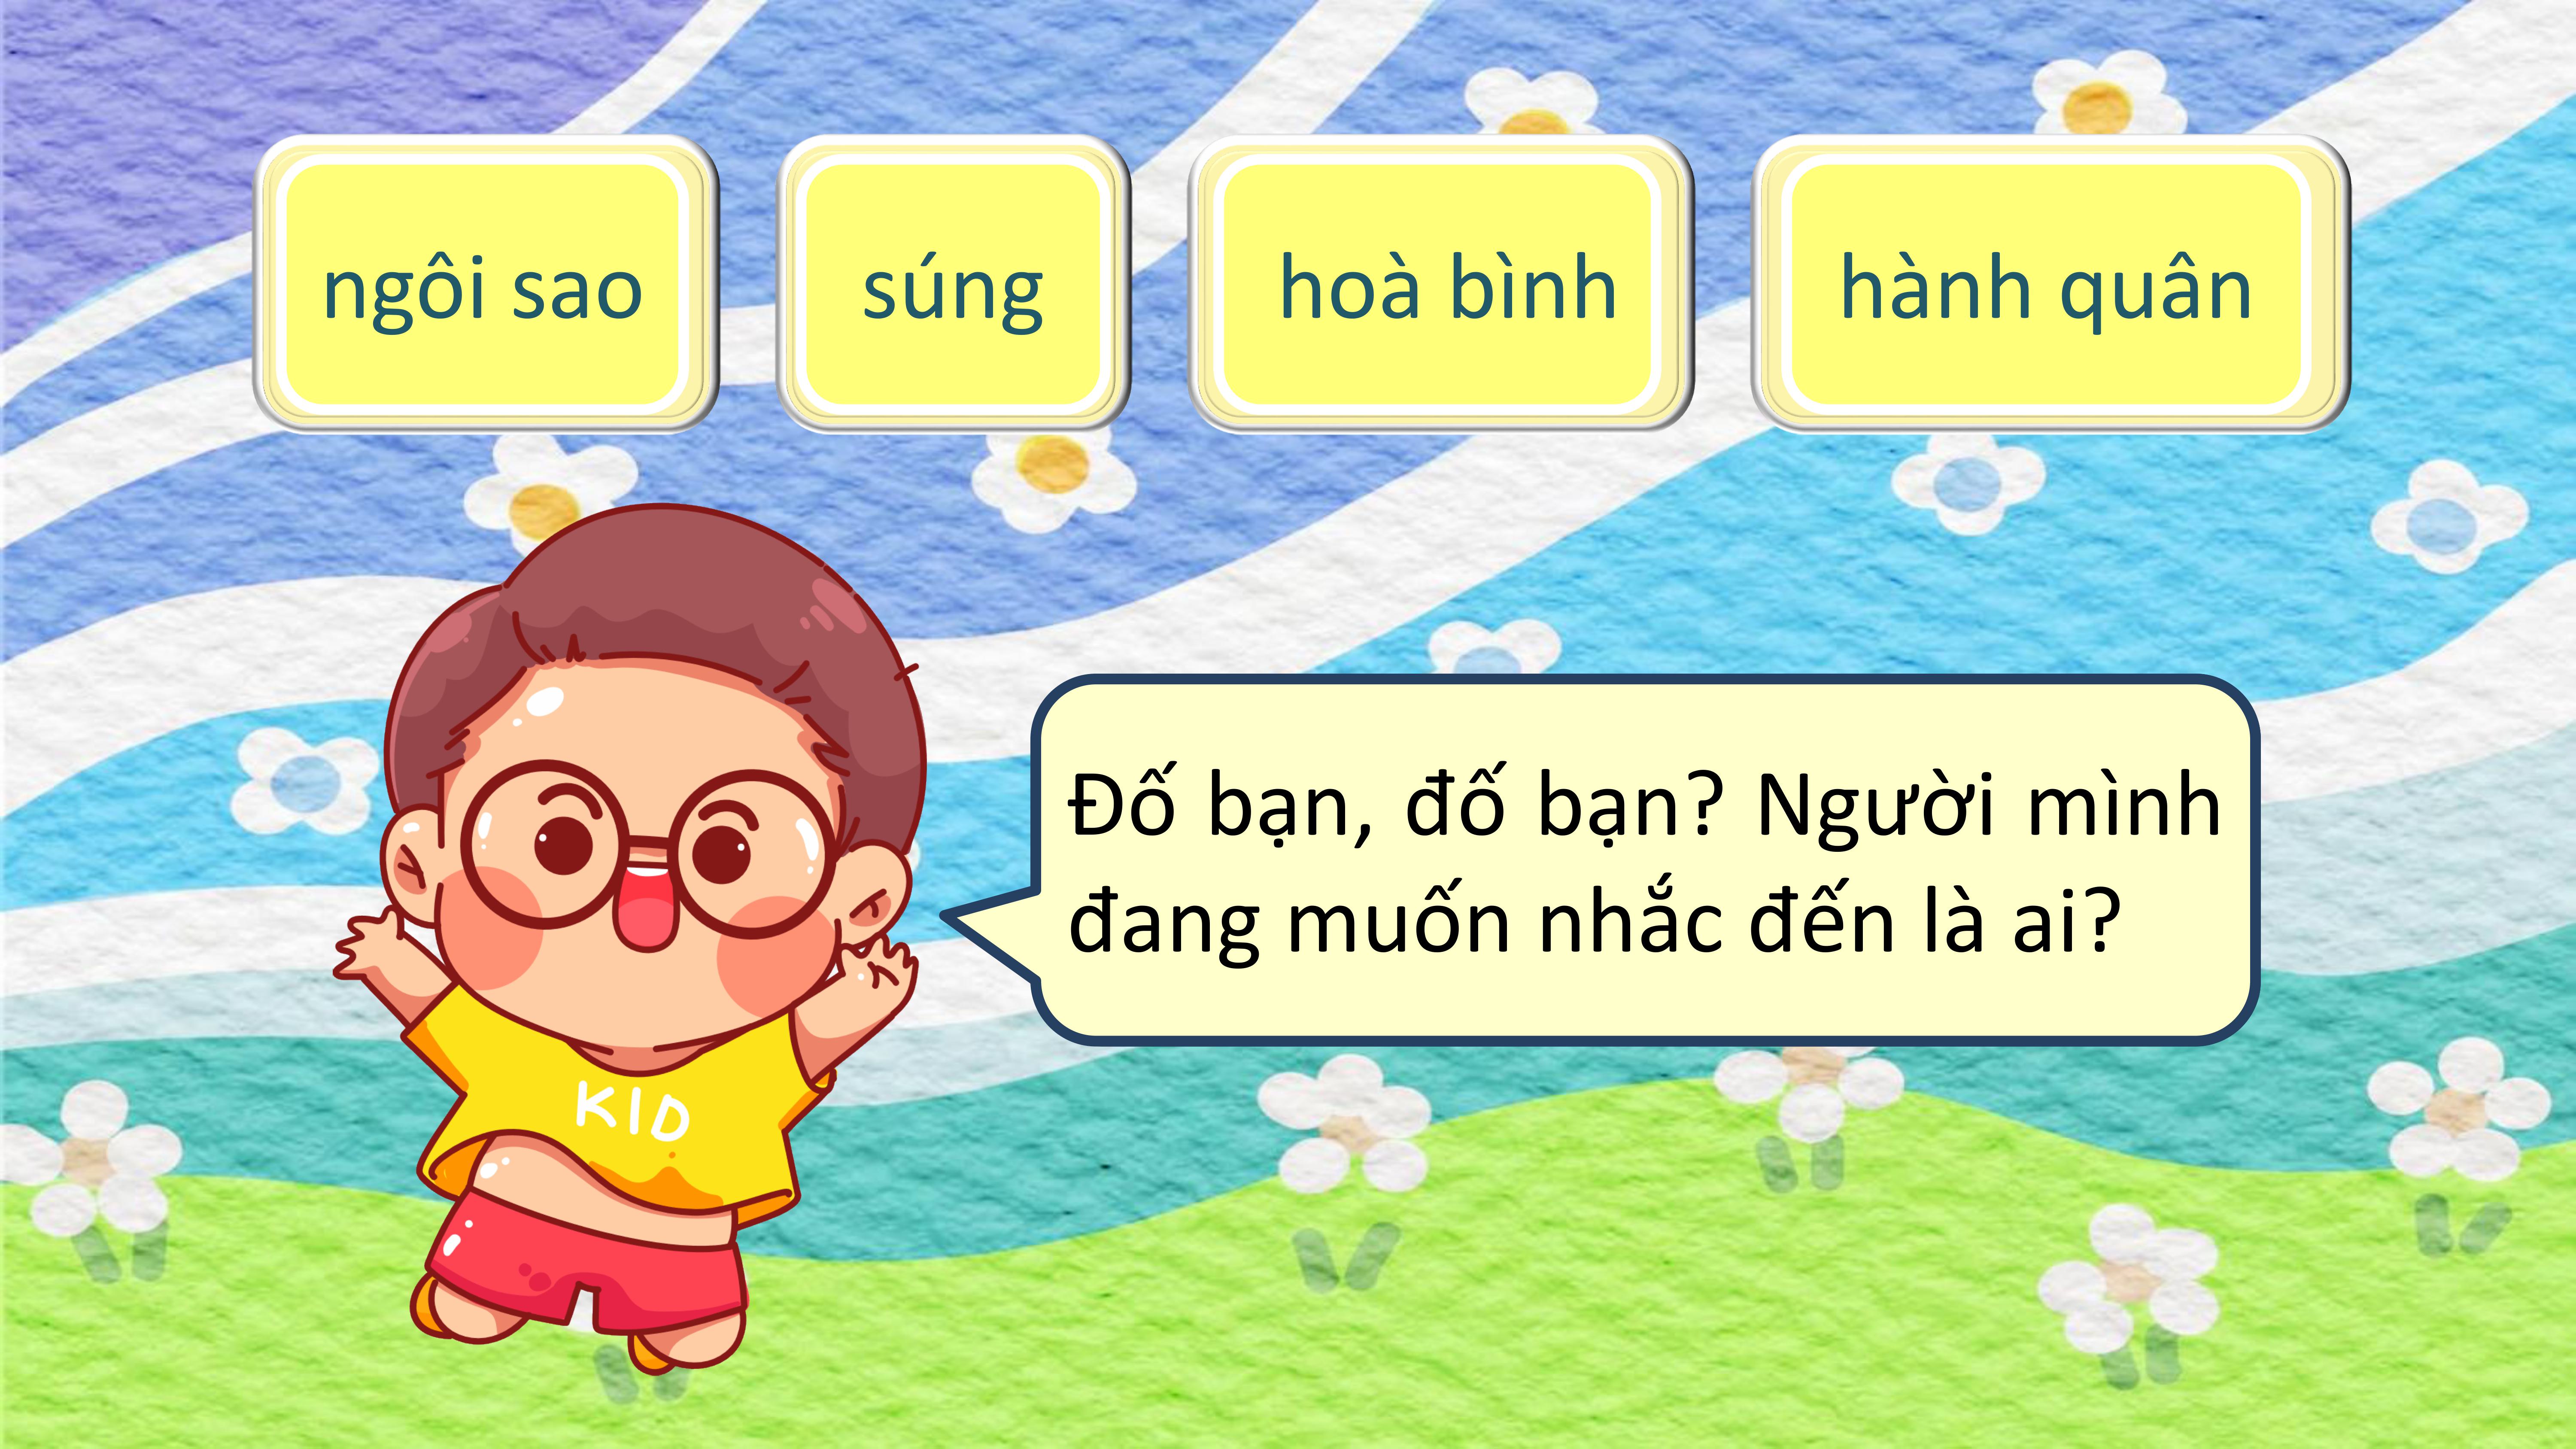 ngôi sao
súng
hoà bình
hành quân
Đố bạn, đố bạn? Người mình
đang muốn nhắc đến là ai?
KID